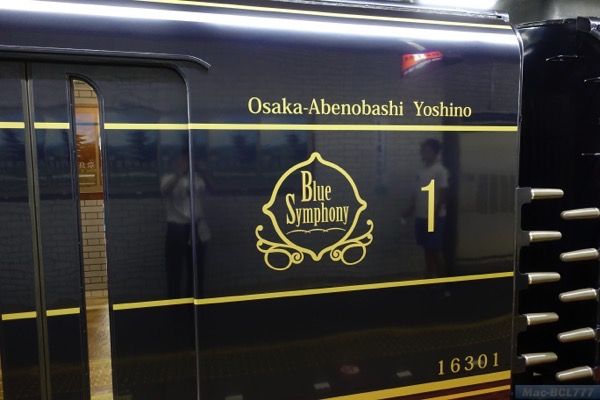 Osaka-Abenobashi Yoshino
Blue
Symphony
1
16301
Mac-BCL777